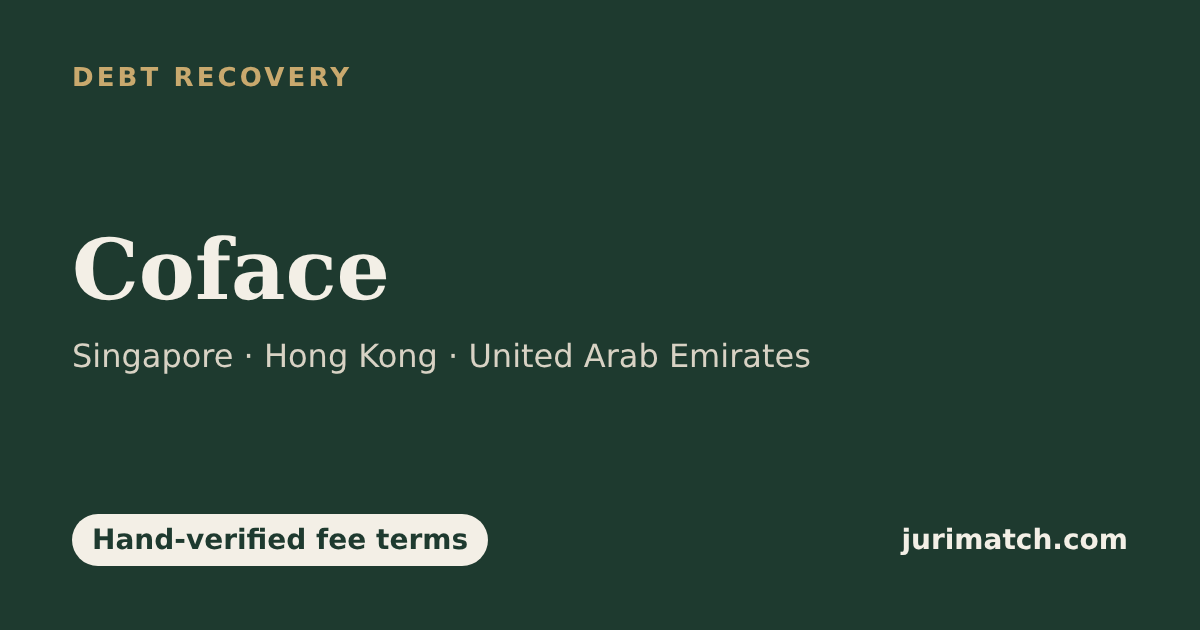 DEBT RECOVERY
Coface
Singapore · Hong Kong · United Arab Emirates
Hand-verified fee terms
jurimatch.com